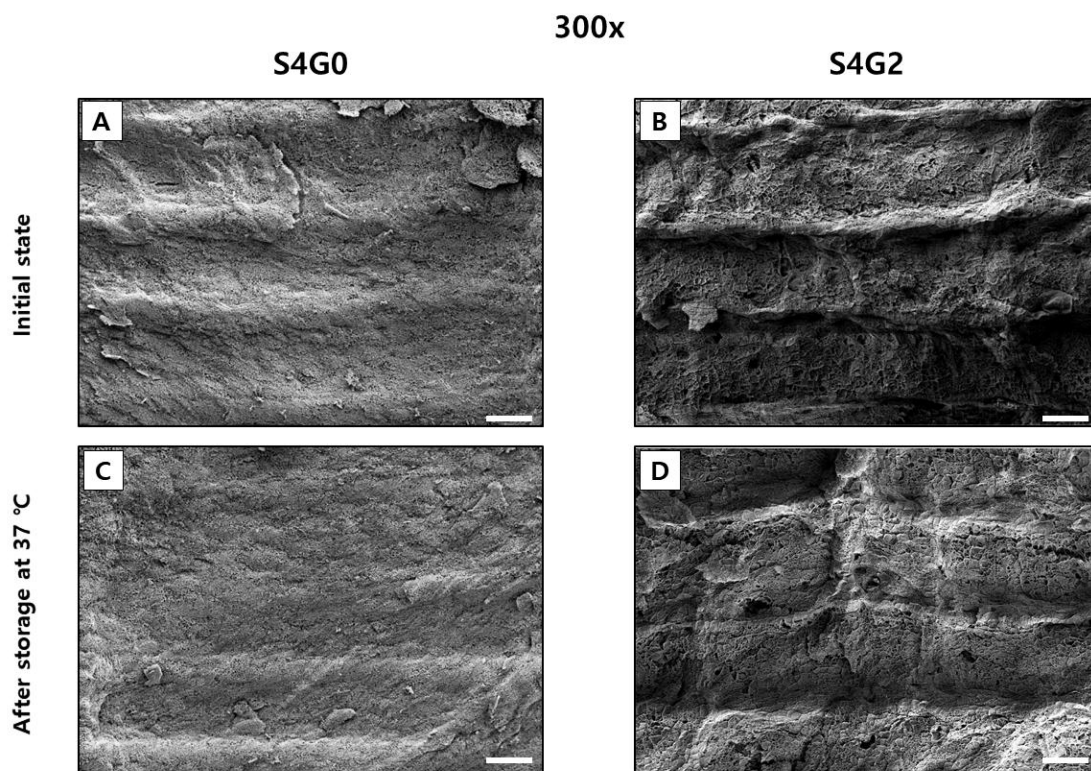 300x
S4G0
S4G2
A
B
Initial state
C
D
After storage at 37 °C